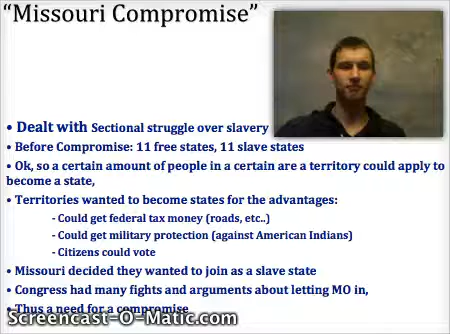 “Missouri Compromise”
• Dealt with Sectional struggle over slavery
• Before Compromise: 11 free states, 11 slave states
• Ok, so a certain amount of people in a certain are a territory could apply to
become a state,
• Territories wanted to become states for the advantages:
- Could get federal tax money (roads, etc..)
- Could get military protection (against American Indians)
- Citizens could vote
• Missouri decided they wanted to join as a slave state
• Congress had many fights and arguments about letting MO in,
• Thus a need for a compromise
Screencast-O-Matic.com